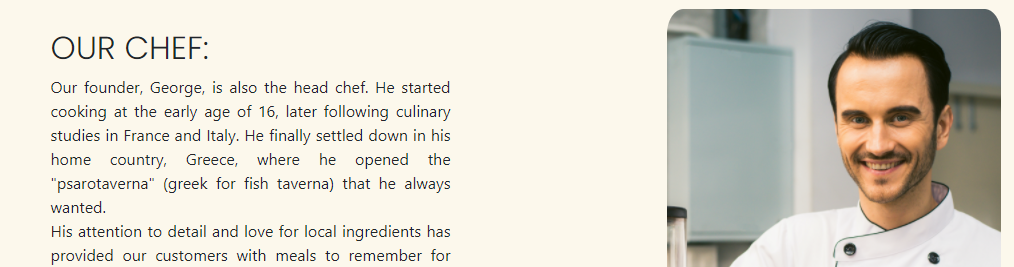 OUR CHEF:
Our founder, George, is also the head chef. He started
cooking at the early age of 16, later following culinary
studies in France and Italy. He finally settled down in his
home country, Greece, where he opened the
"psarotaverna" (greek for fish taverna) that he always
wanted.
His attention to detail and love for local ingredients has
provided our customers with meals to remember for